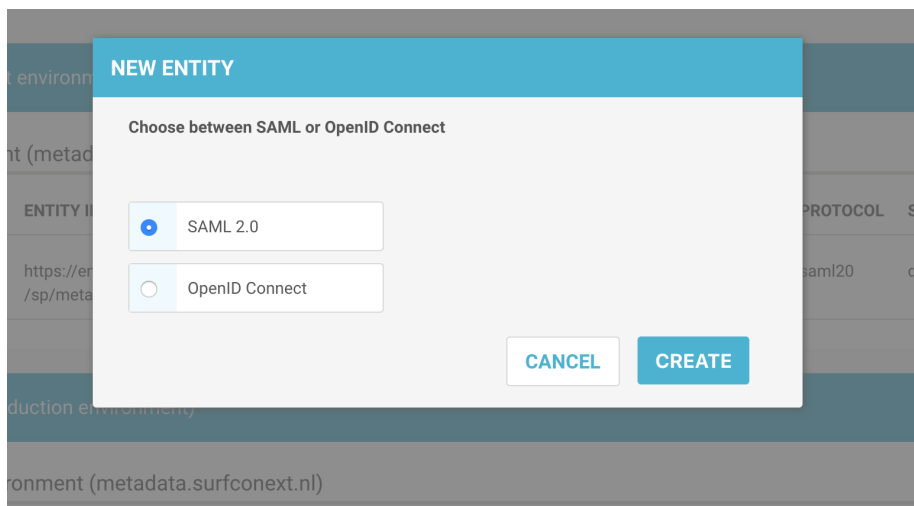 NEW ENTITY
Choose between SAML or OpenID Connect
SAML 2.0
OpenID Connect
CANCEL
CREATE
t environm
nt (metad
ENTITY I
PROTOCOL
S
https://en
/sp/meta
saml20
duction environment)
ronment (metadata.surfconext.nl)